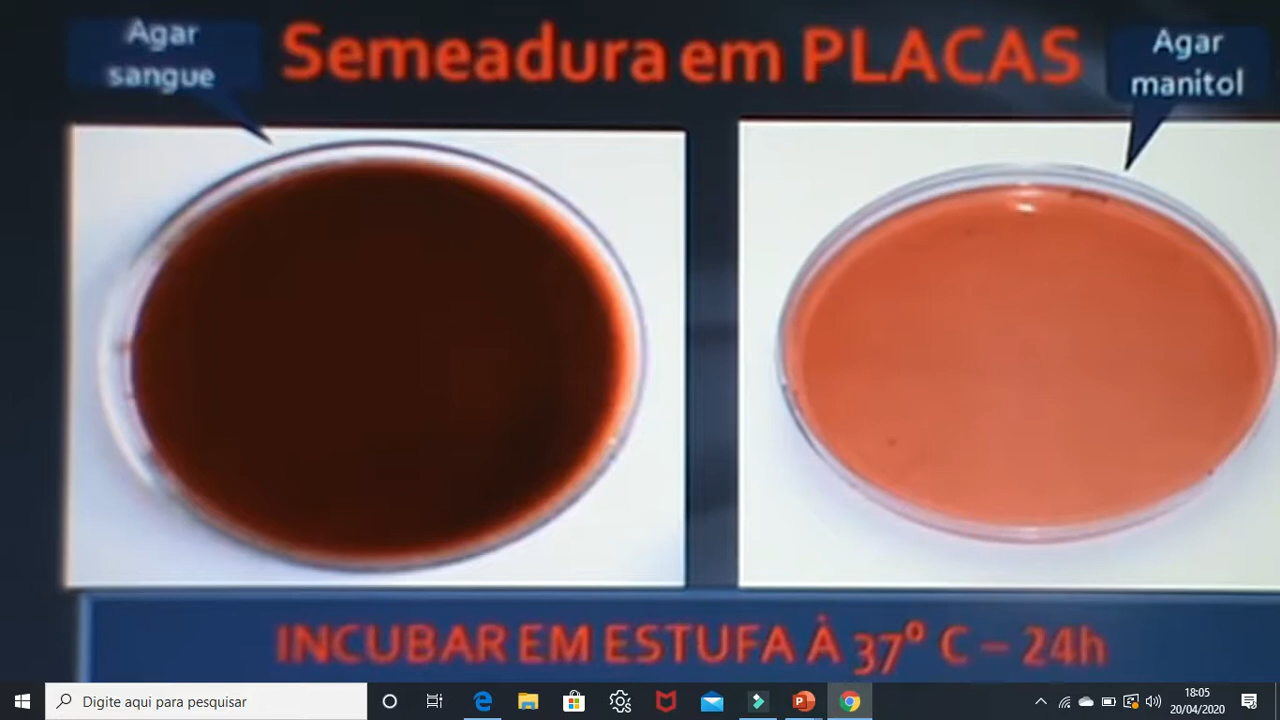 Agar
sangue
Semeadura em PLACAS
Agar
manitol
INCUBAR EM ESTUFA À 37º C – 24h
Digite aqui para pesquisar
18:05
20/04/2020